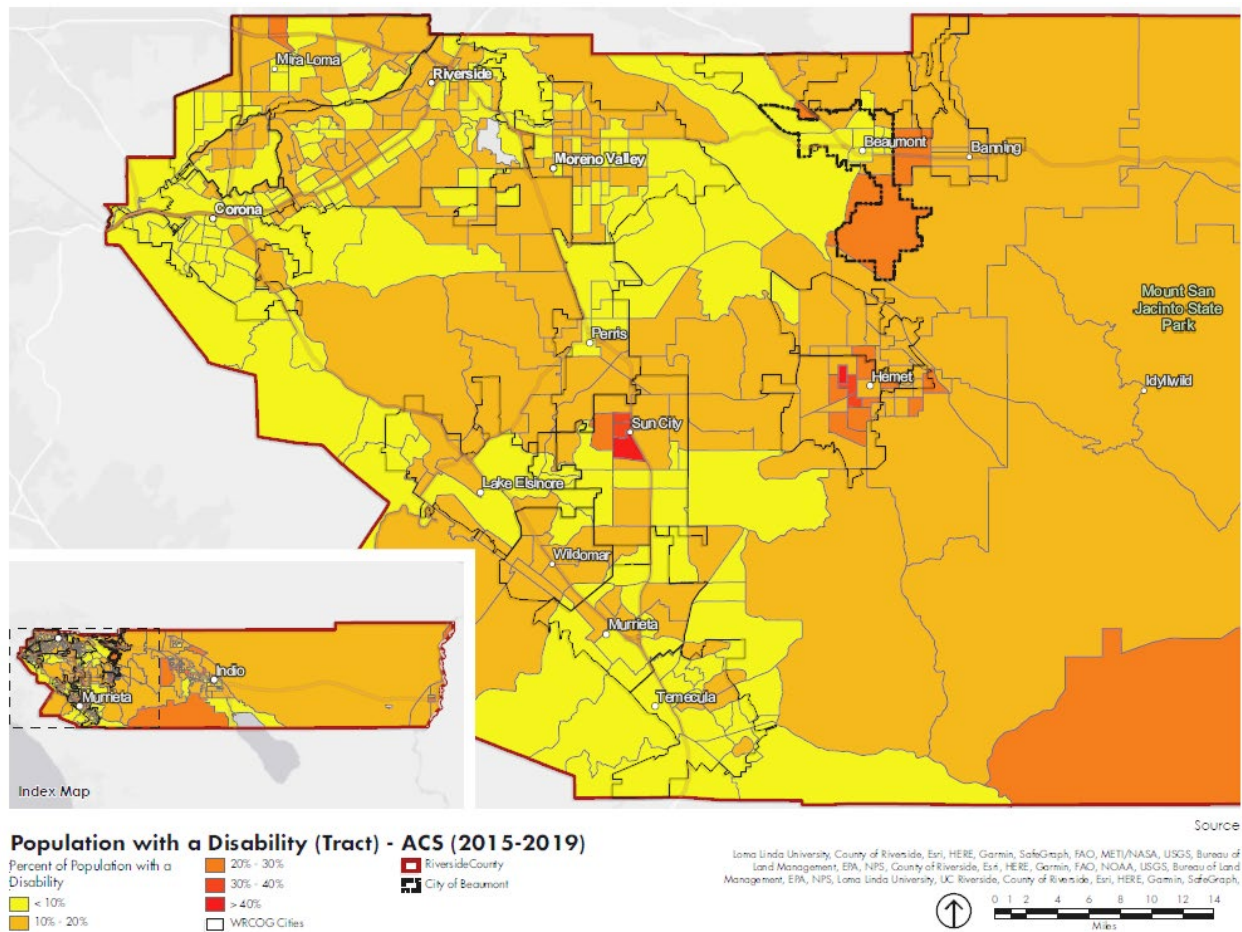 Mira Loma
Riverside
Moreno Valley
Beaumont
Banning
Corona
Perris
Mount San
Jacinto State
Park
Hemet
Idyllwild
Sun City
Lake Elsinore
Wildomar
Murrieta
Temecula
Indio
Murrieta
Index Map
Population with a Disability (Tract) - ACS (2015-2019)
Percent of Population with a
Disability
< 10%
10% - 20%
20% - 30%
30% - 40%
> 40%
WRCOG Cities
Riverside County
City of Beaumont
Source
Loma Linda University, County of Riverside, Esri, HERE, Garmin, SafeGraph, FAO, METI/NASA, USGS, Bureau of
Land Management, EPA, NPS, County of Riverside, Esri, HERE, Garmin, FAO, NOAA, USGS, Bureau of Land
Management, EPA, NPS, Loma Linda University, UC Riverside, County of Riverside, Esri, HERE, Garmin, SafeGraph,
0 1 2 4 6 8 10 12 14
Miles